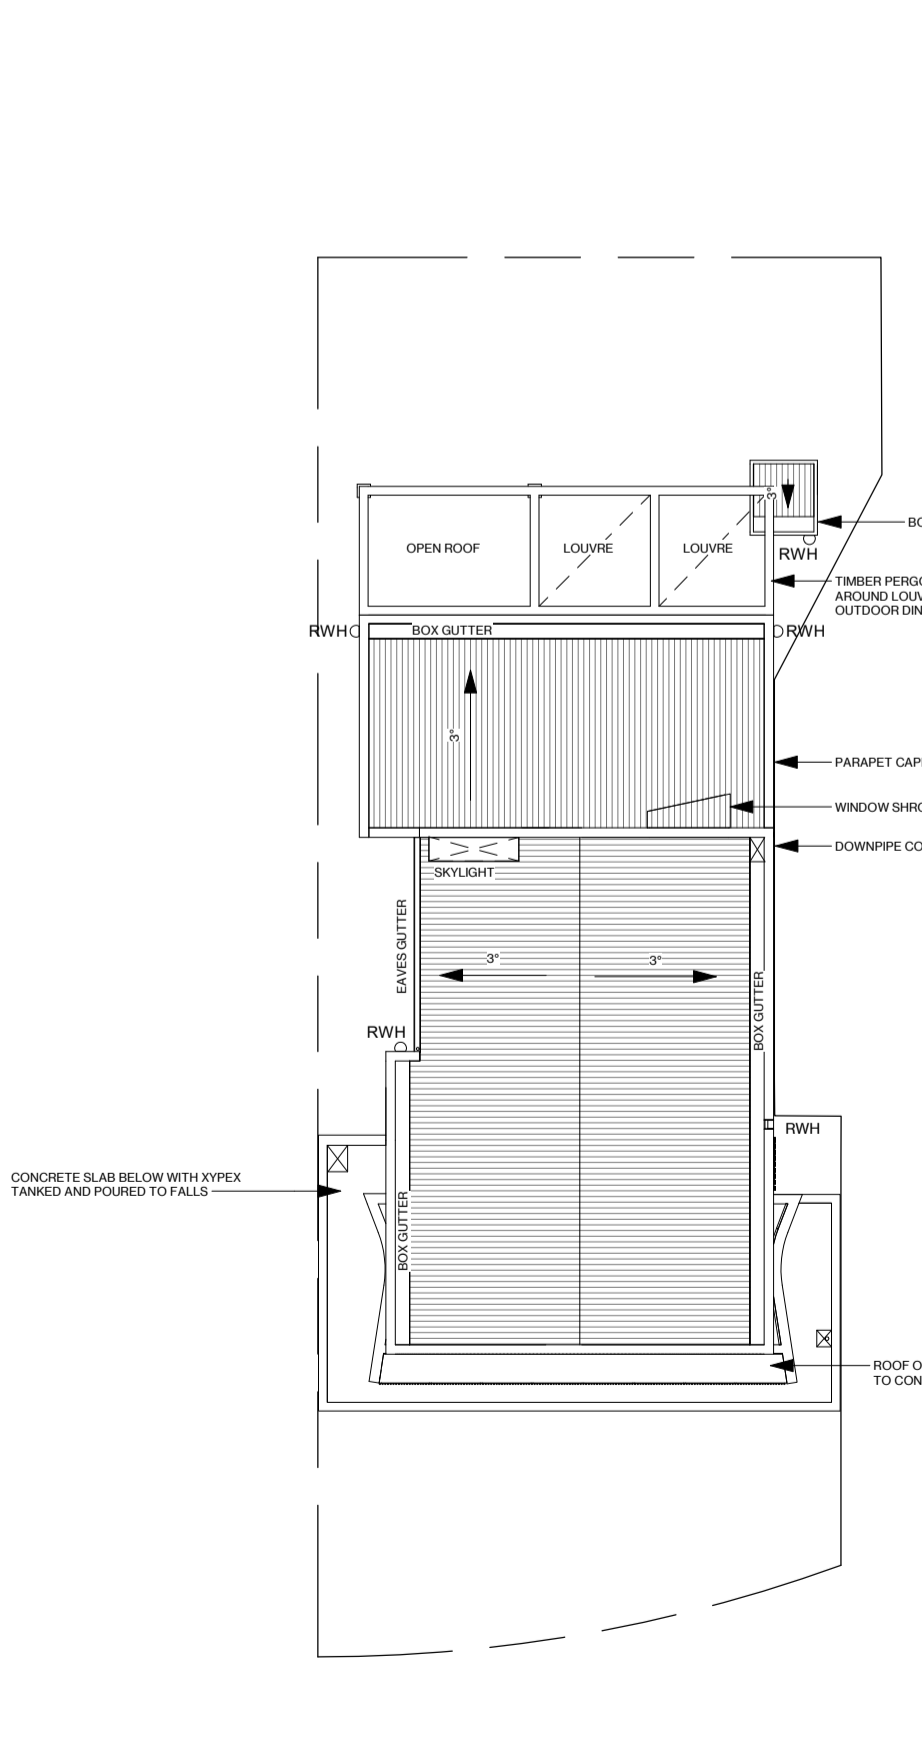 3°
BO
OPEN ROOF
LOUVRE
LOUVRE
RWH
TIMBER PERGO
AROUND LOUV
OUTDOOR DIN
RWH
BOX GUTTER
RWH
3°
PARAPET CAP
WINDOW SHRO
DOWNPIPE CO
SKYLIGHT
EAVES GUTTER
3°
3°
BOX GUTTER
RWH
RWH
CONCRETE SLAB BELOW WITH XYPEX
TANKED AND POURED TO FALLS
BOX GUTTER
ROOF O
TO CON